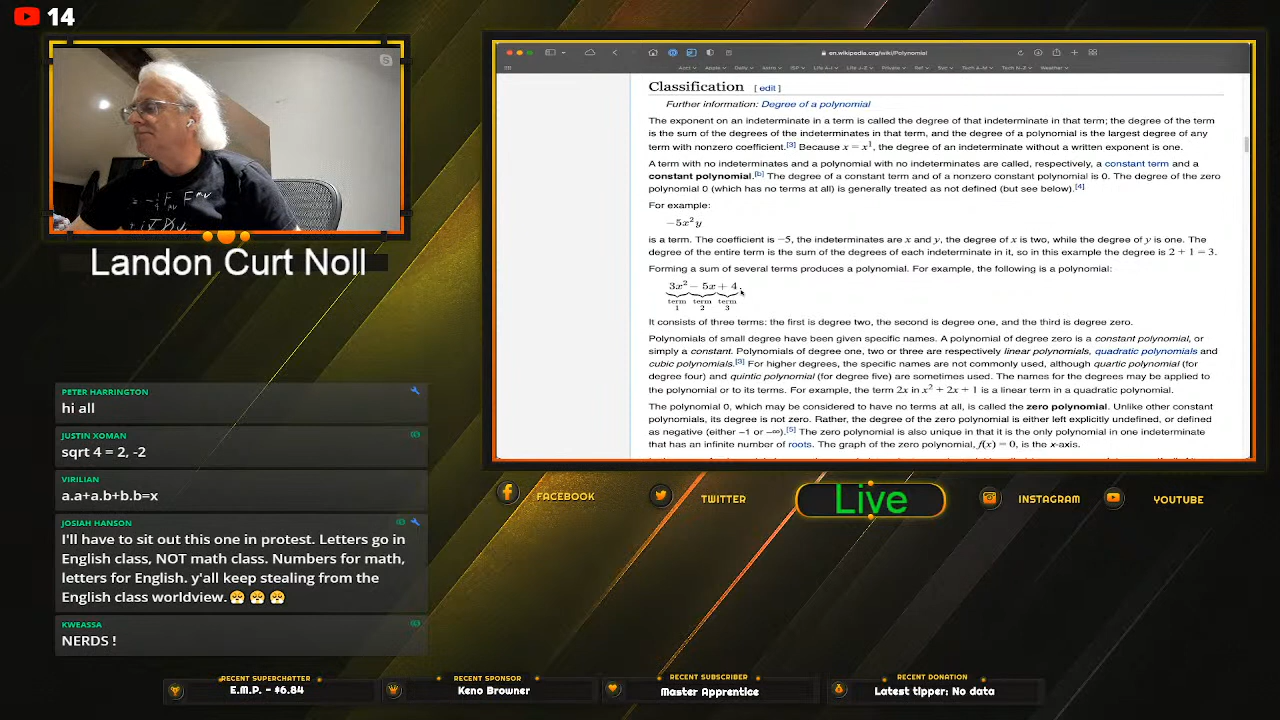 14
Landon Curt Noll
PETER HARRINGTON
hi all
JUSTIN XOMAN
sqrt 4 = 2, -2
VIRILIAN
a.a+a.b+b.b=x
JOSIAH HANSON
I'll have to sit out this one in protest. Letters go in
English class, NOT math class. Numbers for math,
letters for English. y'all keep stealing from the
English class worldview. 😤 😤 😤
KWEASSA
NERDS !
en.wikipedia.org/wiki/Polynomial
Classification [ edit ]
Further information: Degree of a polynomial
The exponent on an indeterminate in a term is called the degree of that indeterminate in that term; the degree of the term
is the sum of the degrees of the indeterminates in that term, and the degree of a polynomial is the largest degree of any
term with nonzero coefficient.[3] Because x = x¹, the degree of an indeterminate without a written exponent is one.
A term with no indeterminates and a polynomial with no indeterminates are called, respectively, a constant term and a
constant polynomial.[b] The degree of a constant term and of a nonzero constant polynomial is 0. The degree of the zero
polynomial 0 (which has no terms at all) is generally treated as not defined (but see below).[4]
For example:
−5x²y
is a term. The coefficient is −5, the indeterminates are x and y, the degree of x is two, while the degree of y is one. The
degree of the entire term is the sum of the degrees of each indeterminate in it, so in this example the degree is 2 + 1 = 3.
Forming a sum of several terms produces a polynomial. For example, the following is a polynomial:
3x² − 5x + 4.
term term term
1 2 3
It consists of three terms: the first is degree two, the second is degree one, and the third is degree zero.
Polynomials of small degree have been given specific names. A polynomial of degree zero is a constant polynomial, or
simply a constant. Polynomials of degree one, two or three are respectively linear polynomials, quadratic polynomials and
cubic polynomials.[3] For higher degrees, the specific names are not commonly used, although quartic polynomial (for
degree four) and quintic polynomial (for degree five) are sometimes used. The names for the degrees may be applied to
the polynomial or to its terms. For example, the term 2x in x² + 2x + 1 is a linear term in a quadratic polynomial.
The polynomial 0, which may be considered to have no terms at all, is called the zero polynomial. Unlike other constant
polynomials, its degree is not zero. Rather, the degree of the zero polynomial is either left explicitly undefined, or defined
as negative (either −1 or −∞).[5] The zero polynomial is also unique in that it is the only polynomial in one indeterminate
that has an infinite number of roots. The graph of the zero polynomial, f(x) = 0, is the x-axis.
FACEBOOK
TWITTER
Live
INSTAGRAM
YOUTUBE
RECENT SUPERCHATTER
E.M.P. - $6.84
RECENT SPONSOR
Keno Browner
RECENT SUBSCRIBER
Master Apprentice
RECENT DONATION
Latest tipper: No data